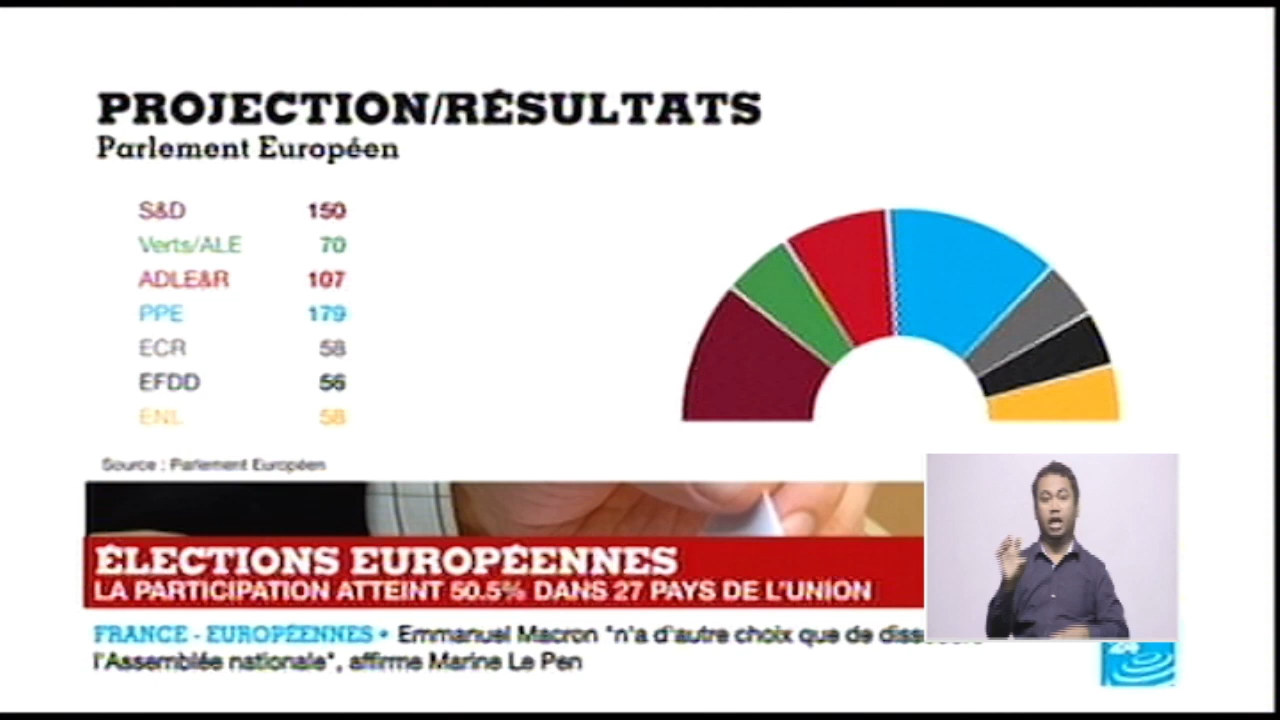 PROJECTION/RÉSULTATS
Parlement Européen
S&D 150
Verts/ALE 70
ADLE&R 107
PPE 179
ECR 58
EFDD 56
ENL 58
Source : Parlement Européen
ÉLECTIONS EUROPÉENNES
LA PARTICIPATION ATTEINT 50.5% DANS 27 PAYS DE L'UNION
FRANCE - EUROPÉENNES • Emmanuel Macron "n'a d'autre choix que de
l'Assemblée nationale", affirme Marine Le Pen